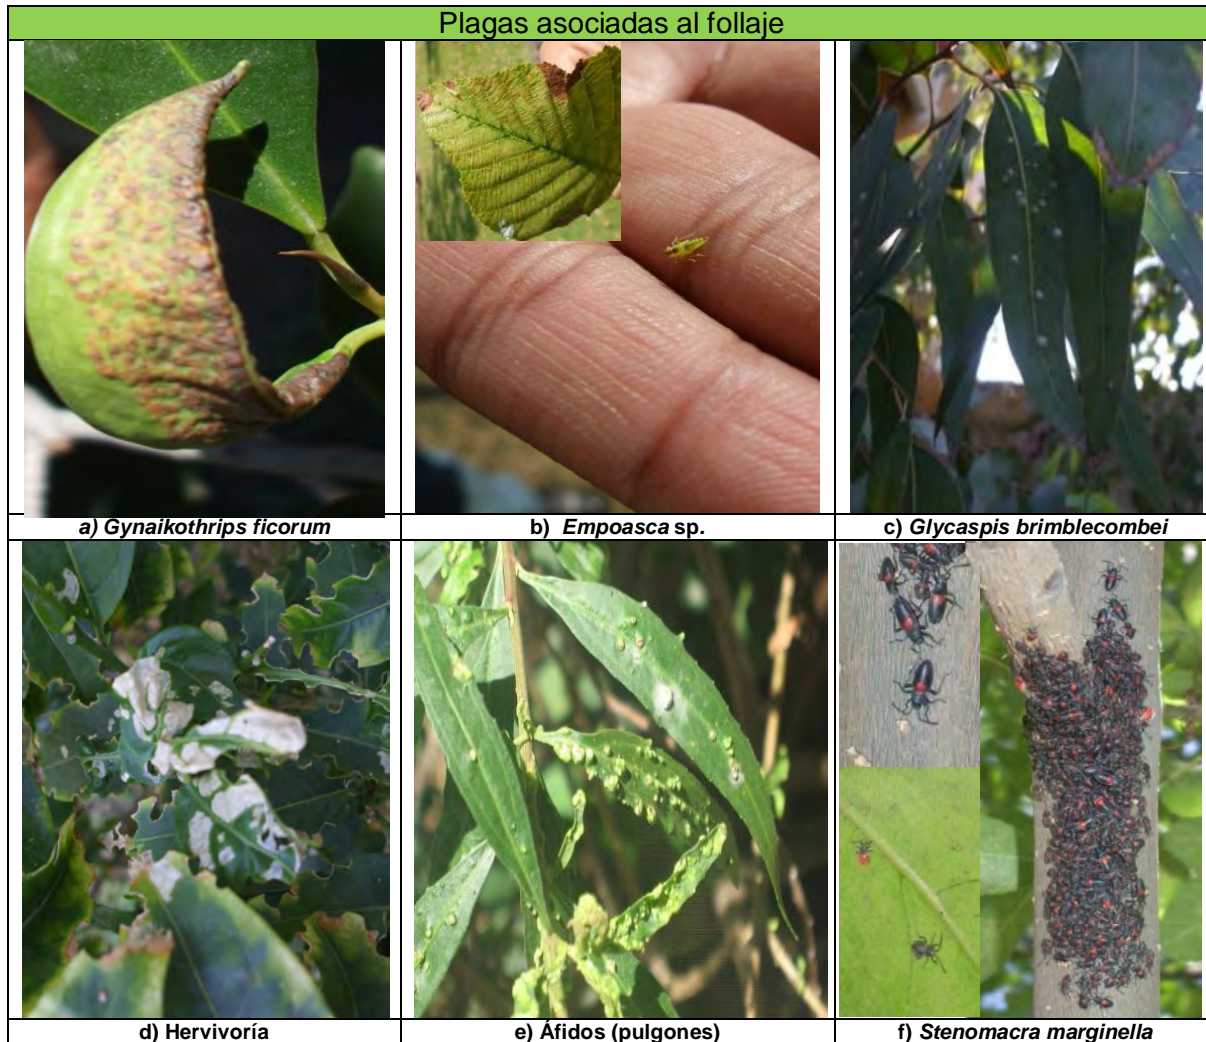 Plagas asociadas al follaje
a) Gynaikothrips ficorum
b) Empoasca sp.
c) Glycaspis brimblecombei
d) Hervivoría
e) Áfidos (pulgones)
f) Stenomacra marginella